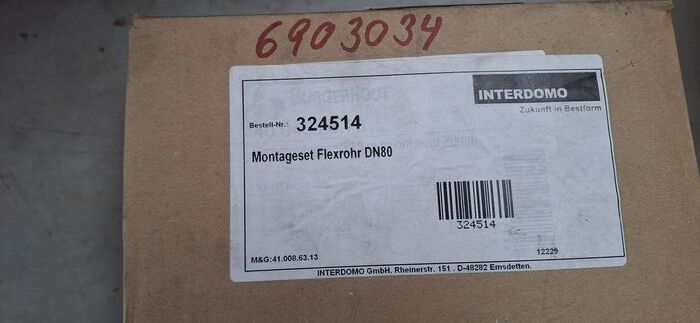 6903034
INTERDOMO
Zukunft in Bestform
Bestell-Nr.: 324514
Montageset Flexrohr DN80
324514
M&G:41.008.63.13
12229
INTERDOMO GmbH. Rheinerstr. 151 . D-48282 Emsdetten.